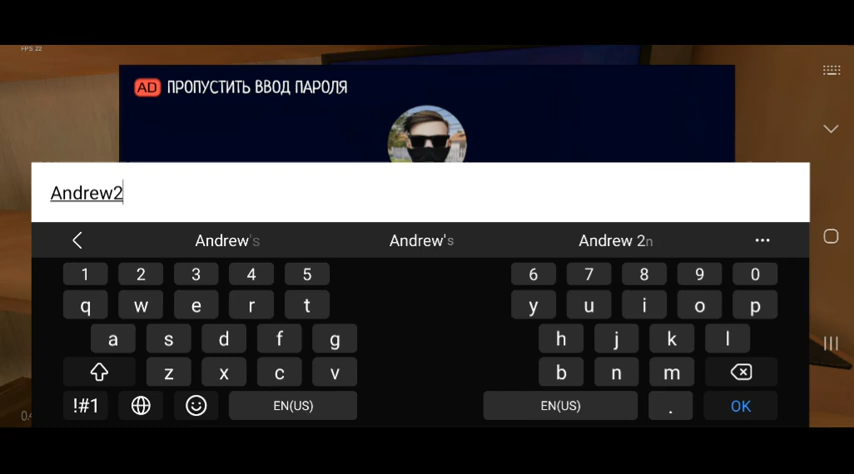 FPS 22
AD ПРОПУСТИТЬ ВВОД ПАРОЛЯ
Andrew2
Andrew's Andrew's Andrew 2n
1 2 3 4 5 6 7 8 9 0
q w e r t y u i o p
a s d f g h j k l
z x c v b n m
!#1 EN(US) EN(US) . OK